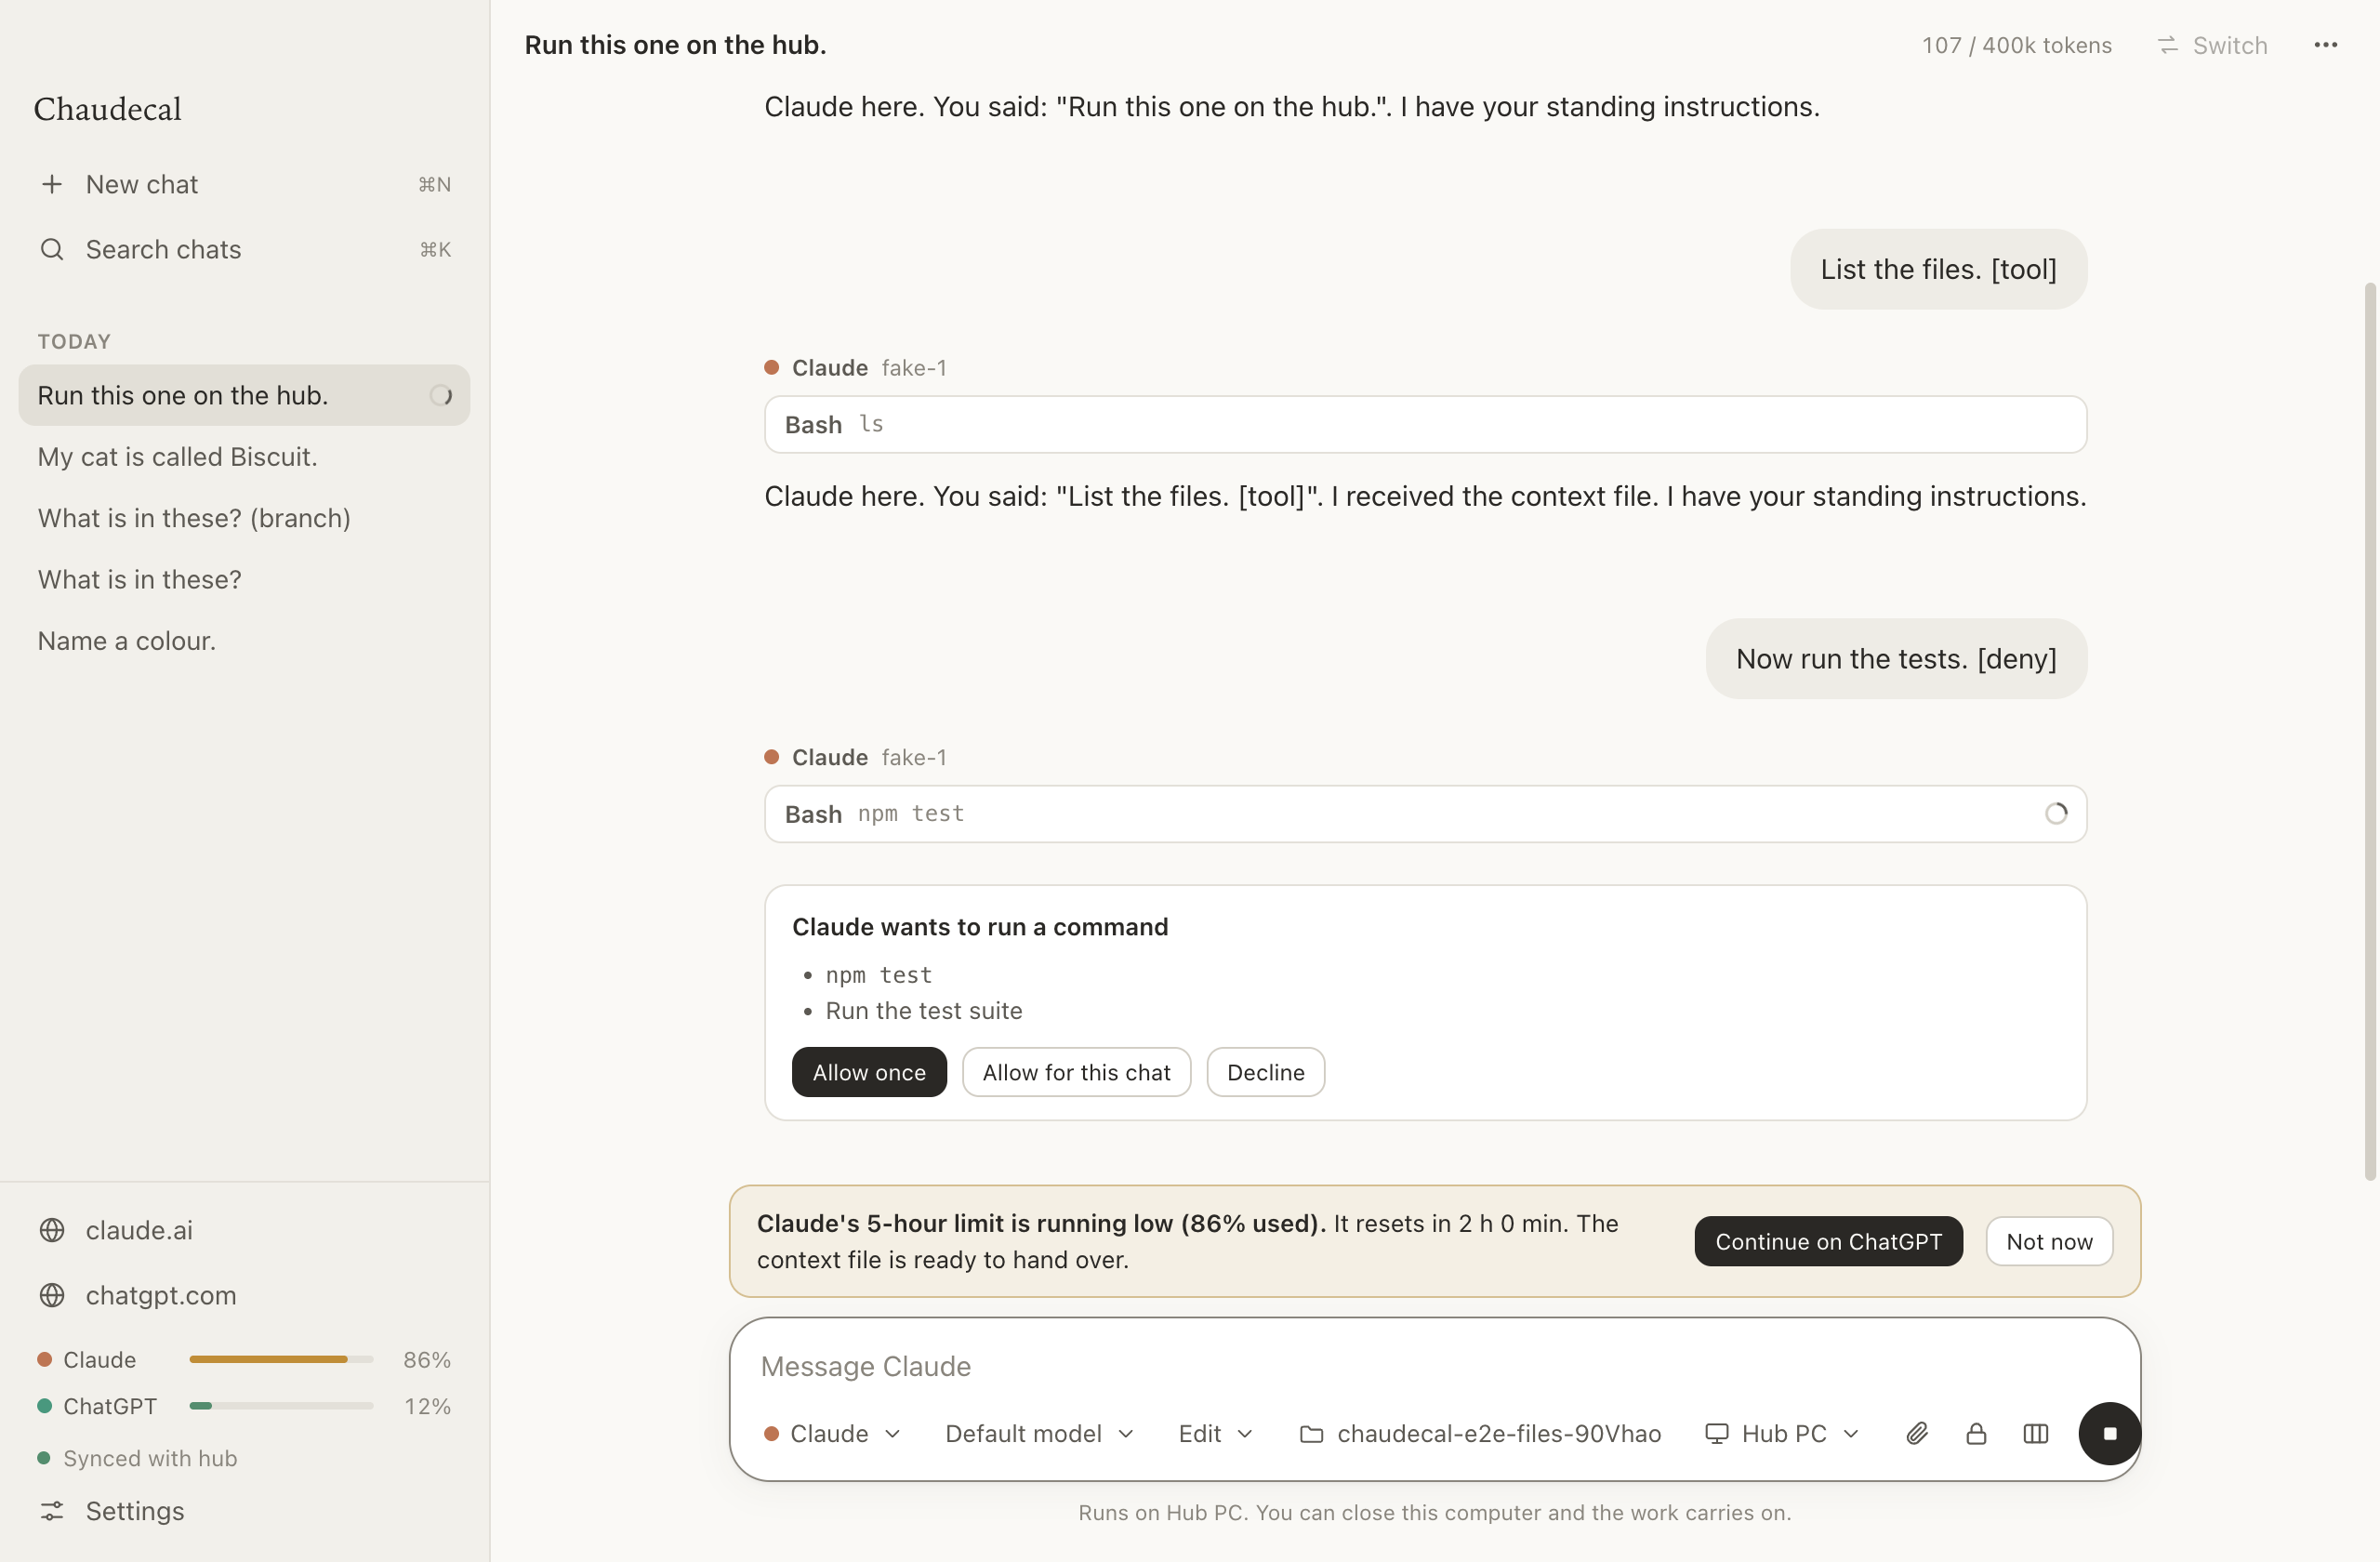 Chaudecal
New chat ⌘N
Search chats ⌘K
TODAY
Run this one on the hub.
My cat is called Biscuit.
What is in these? (branch)
What is in these?
Name a colour.
claude.ai
chatgpt.com
Claude 86%
ChatGPT 12%
Synced with hub
Settings
Run this one on the hub.
107 / 400k tokens
Switch
Claude here. You said: "Run this one on the hub.". I have your standing instructions.
List the files. [tool]
Claude fake-1
Bash ls
Claude here. You said: "List the files. [tool]". I received the context file. I have your standing instructions.
Now run the tests. [deny]
Claude fake-1
Bash npm test
Claude wants to run a command
• npm test
• Run the test suite
Allow once
Allow for this chat
Decline
Claude's 5-hour limit is running low (86% used). It resets in 2 h 0 min. The
context file is ready to hand over.
Continue on ChatGPT
Not now
Message Claude
Claude
Default model
Edit
chaudecal-e2e-files-90Vhao
Hub PC
Runs on Hub PC. You can close this computer and the work carries on.